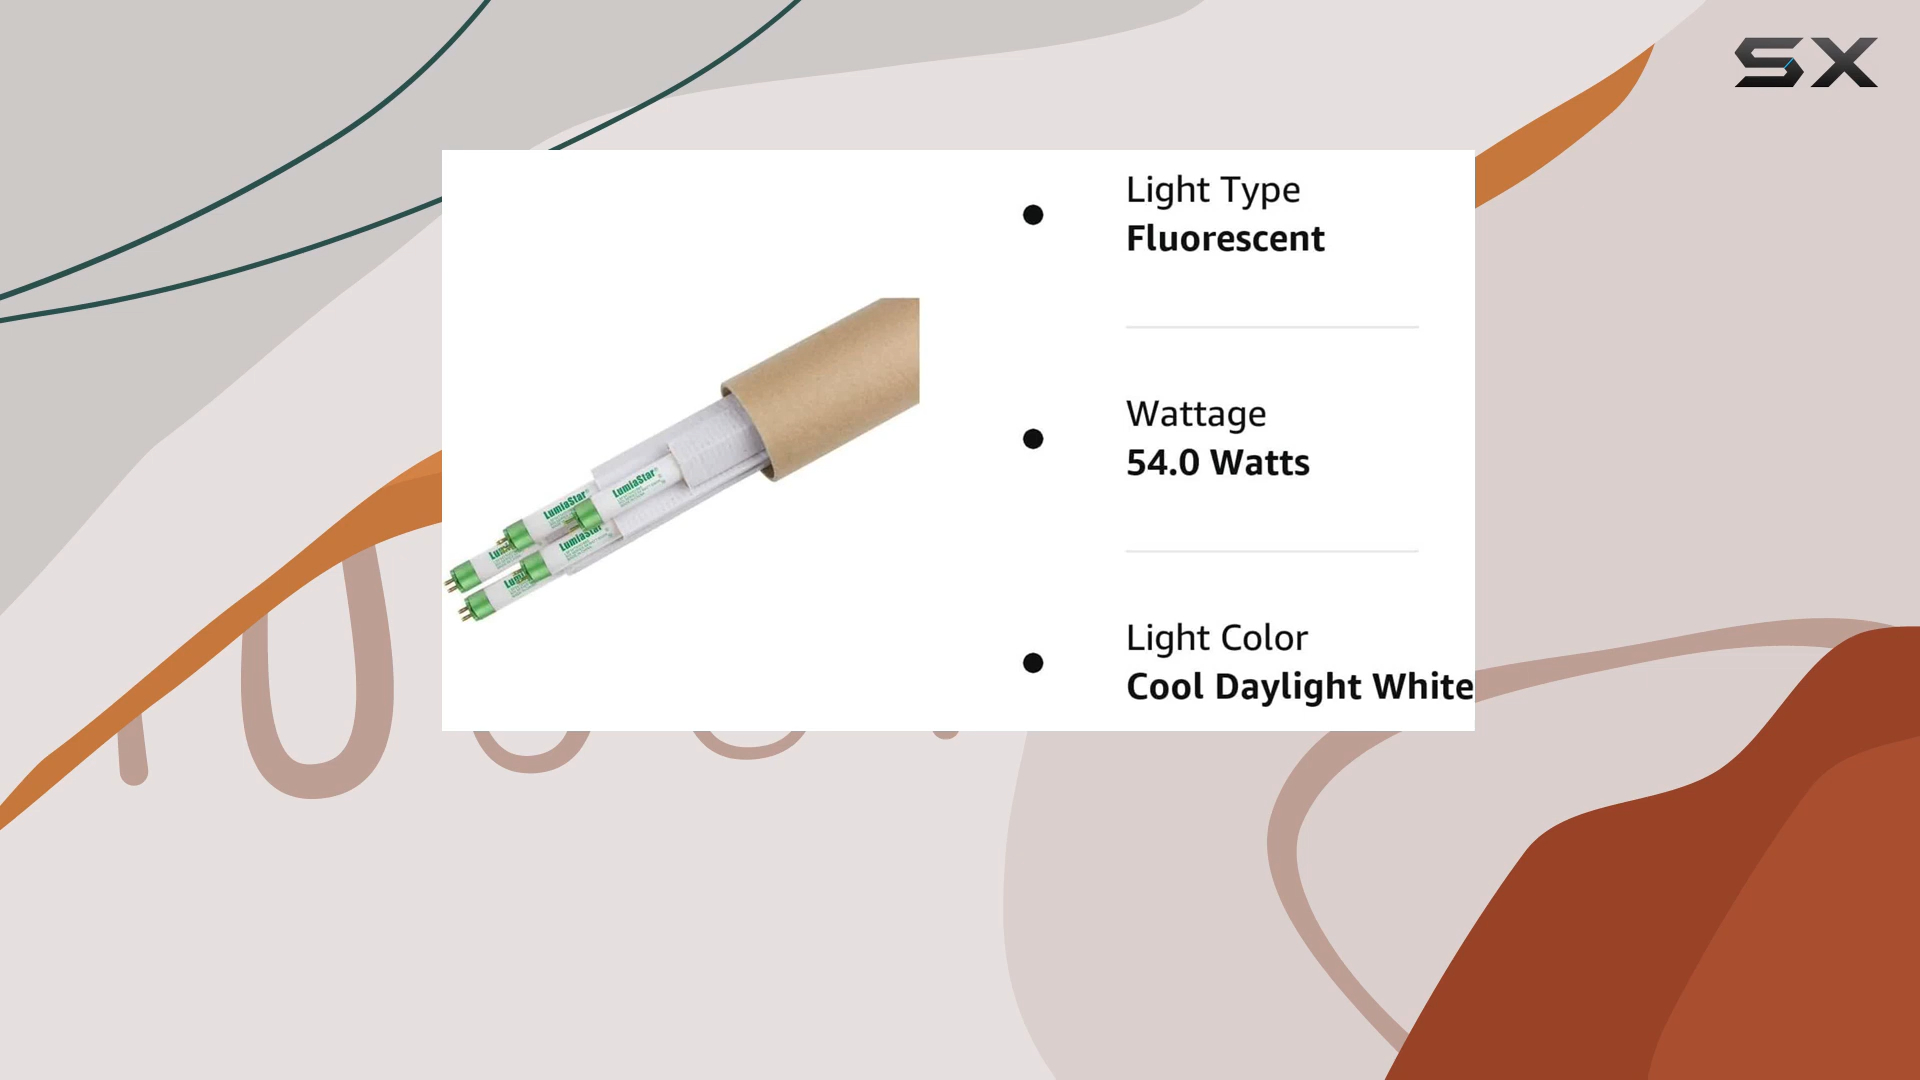 SX
Light Type
Fluorescent
Wattage
54.0 Watts
Light Color
Cool Daylight White
LumiaStar
LumiaStar
LumiaStar